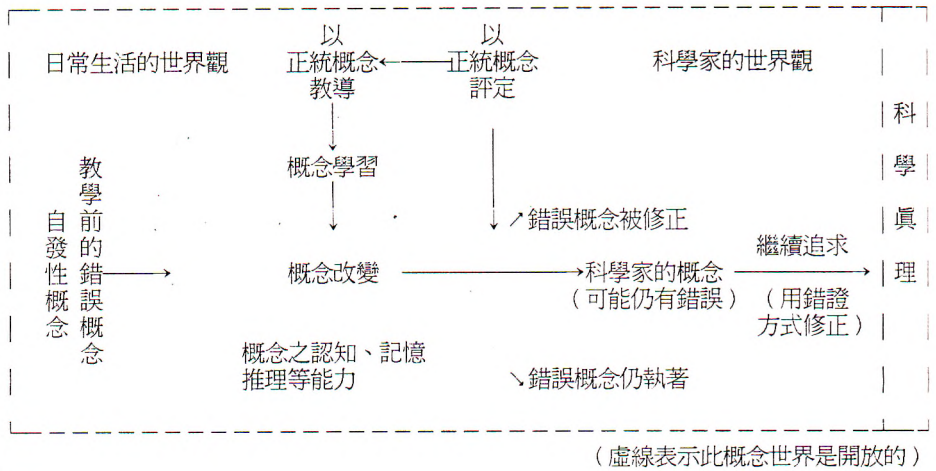 以
正統概念
教導
以
正統概念
評定
日常生活的世界觀
科學家的世界觀
科學眞理
概念學習
教學前的錯誤概念
自發性概念
↗錯誤概念被修正
概念改變
科學家的概念
（可能仍有錯誤）
繼續追求
（用錯證
方式修正）
概念之認知、記憶
推理等能力
↘錯誤概念仍執著
（虛線表示此概念世界是開放的）